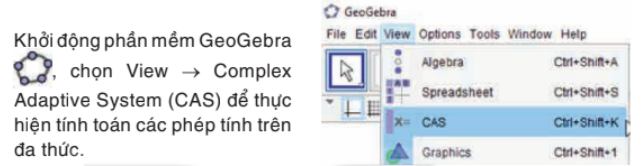 Khởi động phần mềm GeoGebra
, chọn View → Complex
Adaptive System (CAS) để thực
hiện tính toán các phép tính trên
đa thức.
GeoGebra
File Edit View Options Tools Window Help
Algebra Ctrl+Shift+A
Spreadsheet Ctrl+Shift+S
X= CAS Ctrl+Shift+K
Graphics Ctrl+Shift+1